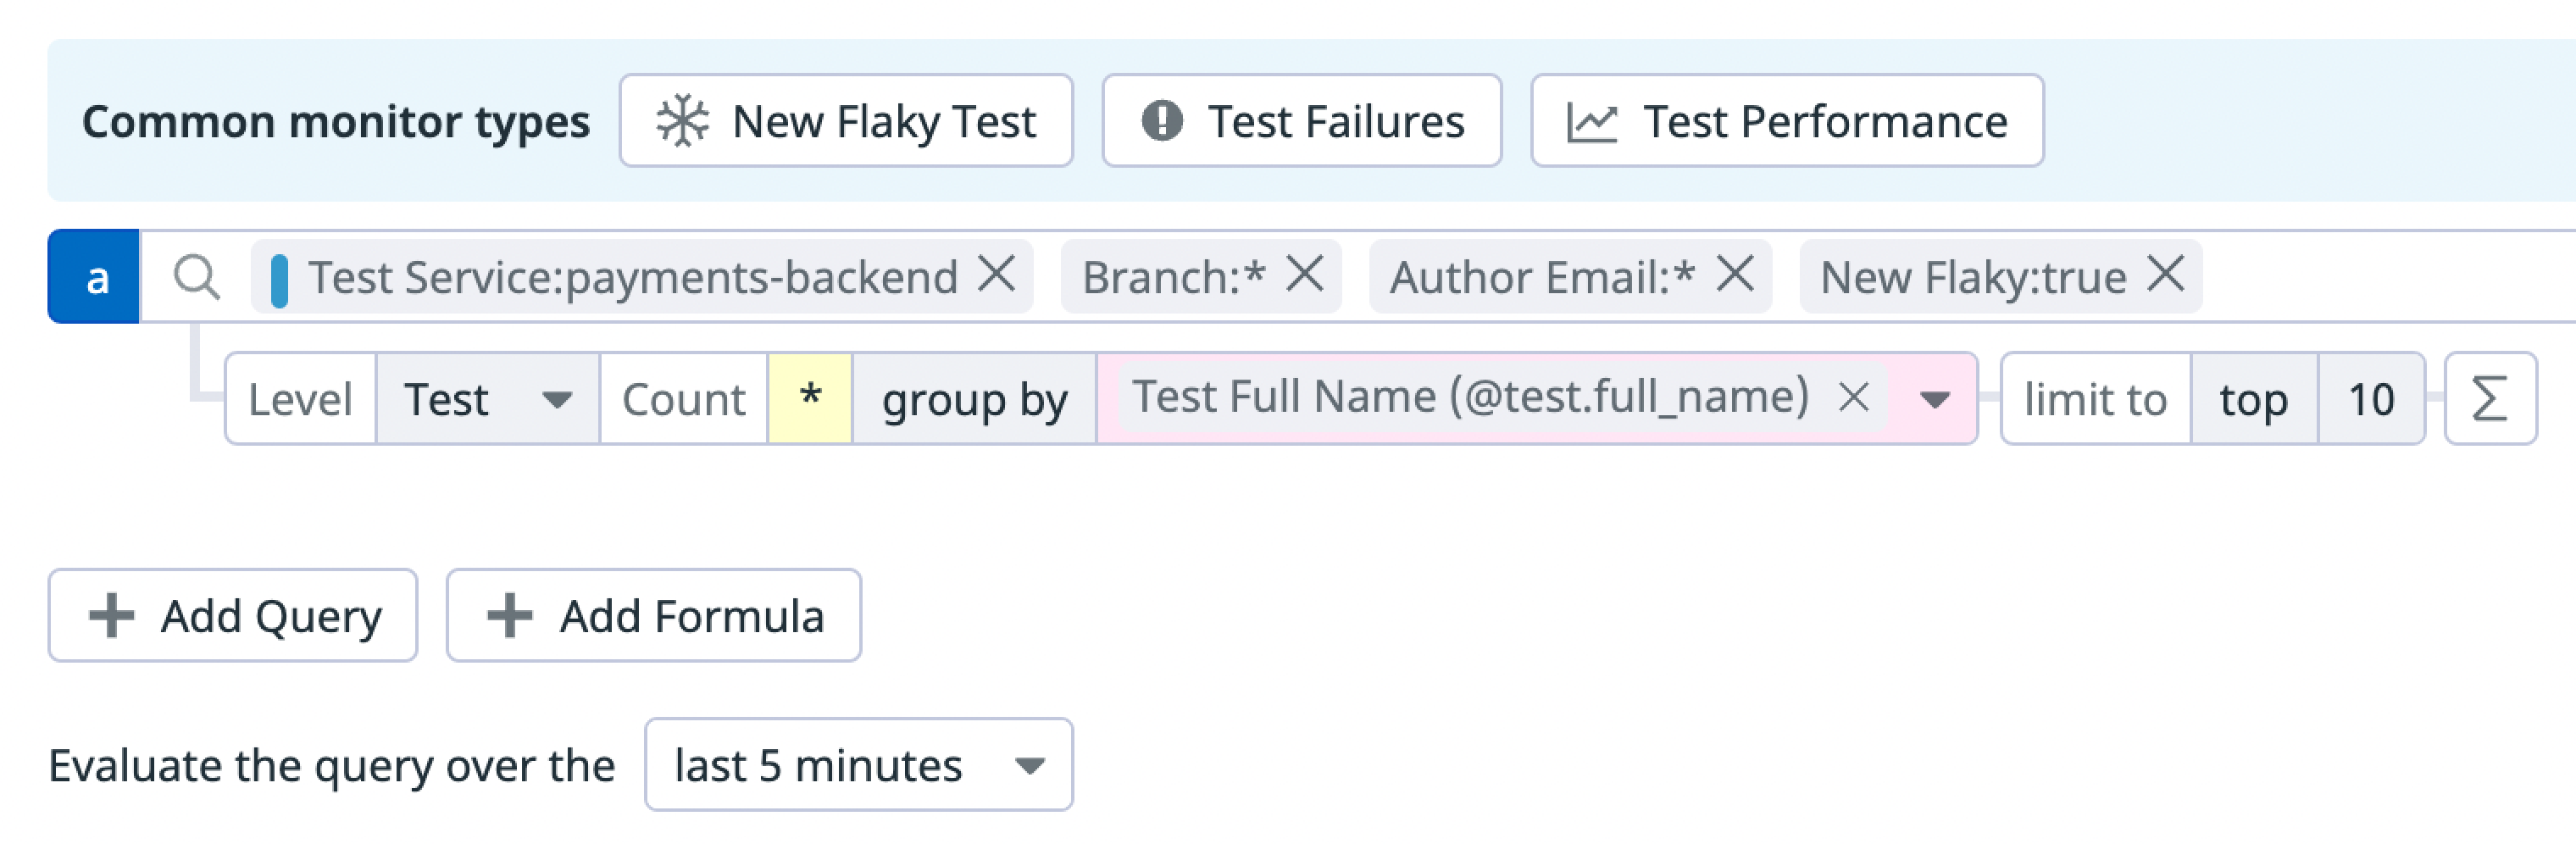 Common monitor types New Flaky Test Test Failures Test Performance
a Test Service:payments-backend Branch:* Author Email:* New Flaky:true
Level Test Count * group by Test Full Name (@test.full_name) limit to top 10 Σ
Add Query Add Formula
Evaluate the query over the last 5 minutes